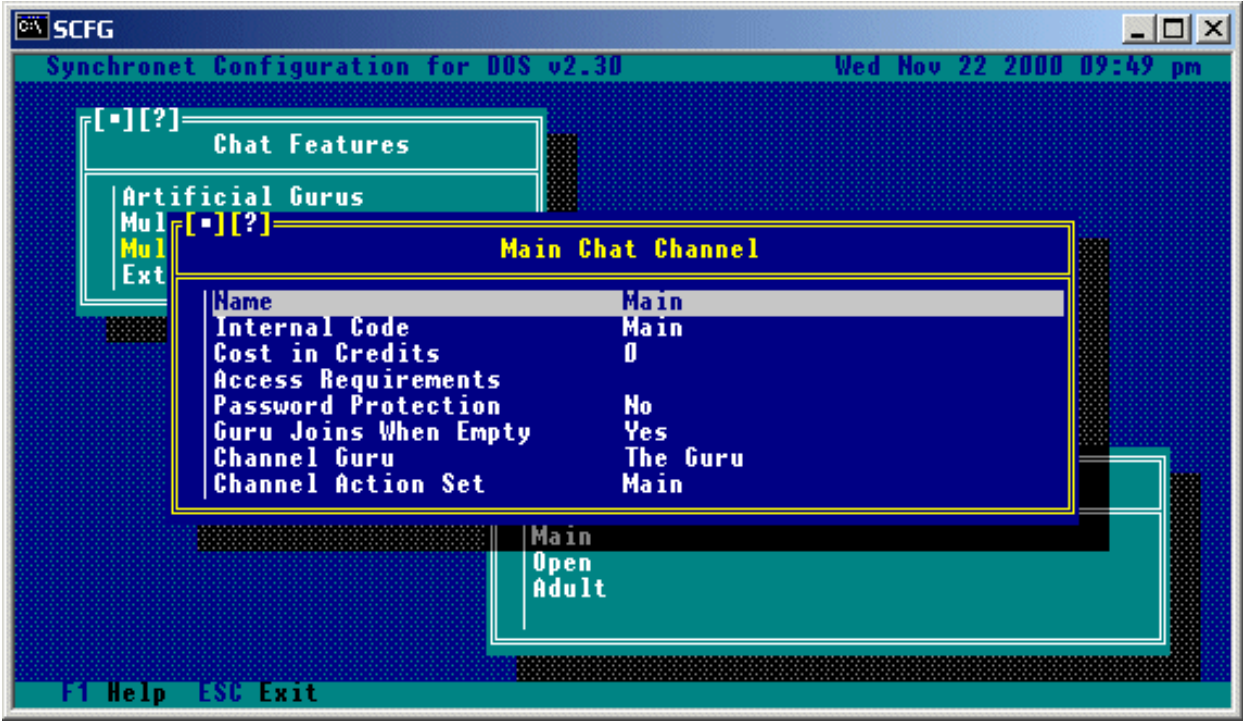 SCFG
Synchronet Configuration for DOS v2.30 Wed Nov 22 2000 09:49 pm
[▪][?]
Chat Features
Artificial Gurus
Mul
Mul
Ext
[▪][?]
Main Chat Channel
Name Main
Internal Code Main
Cost in Credits 0
Access Requirements
Password Protection No
Guru Joins When Empty Yes
Channel Guru The Guru
Channel Action Set Main
Main
Open
Adult
F1 Help ESC Exit